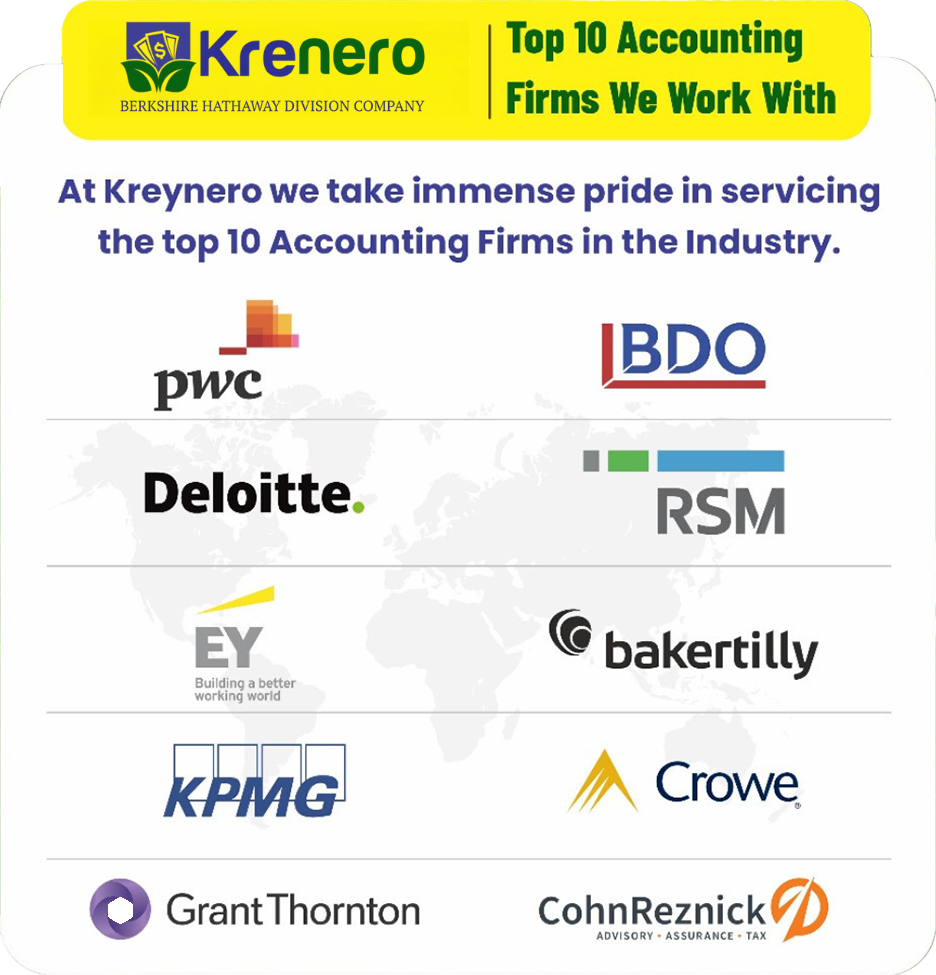 Krenero
BERKSHIRE HATHAWAY DIVISION COMPANY
Top 10 Accounting
Firms We Work With
At Kreynero we take immense pride in servicing
the top 10 Accounting Firms in the Industry.
pwc
BDO
Deloitte.
RSM
EY
Building a better
working world
bakertilly
KPMG
Crowe®
GrantThornton
CohnReznick
ADVISORY • ASSURANCE • TAX